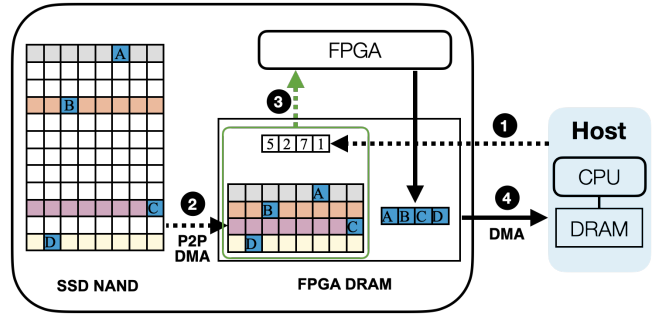 FPGA
A
3
B
5 2 7 1
1
Host
CPU
A
2
B
A B C D
4
C
C
DRAM
D
P2P
DMA
D
DMA
SSD NAND
FPGA DRAM